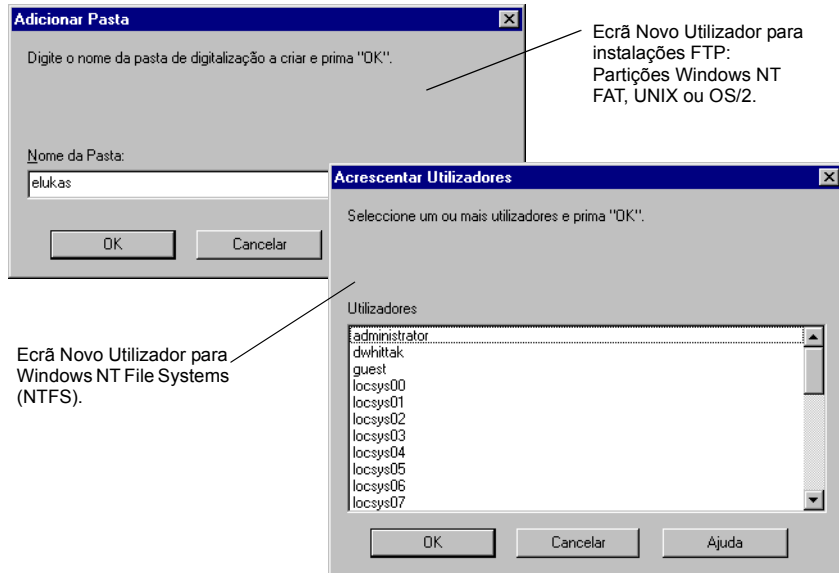 Adicionar Pasta
Digite o nome da pasta de digitalização a criar e prima "OK".
Nome da Pasta:
elukas
OK
Cancelar
Ecrã Novo Utilizador para
instalações FTP:
Partições Windows NT
FAT, UNIX ou OS/2.
Acrescentar Utilizadores
Seleccione um ou mais utilizadores e prima "OK".
Utilizadores
administrator
dwhittak
guest
locsys00
locsys01
locsys02
locsys03
locsys04
locsys05
locsys06
locsys07
OK
Cancelar
Ajuda
Ecrã Novo Utilizador para
Windows NT File Systems
(NTFS).